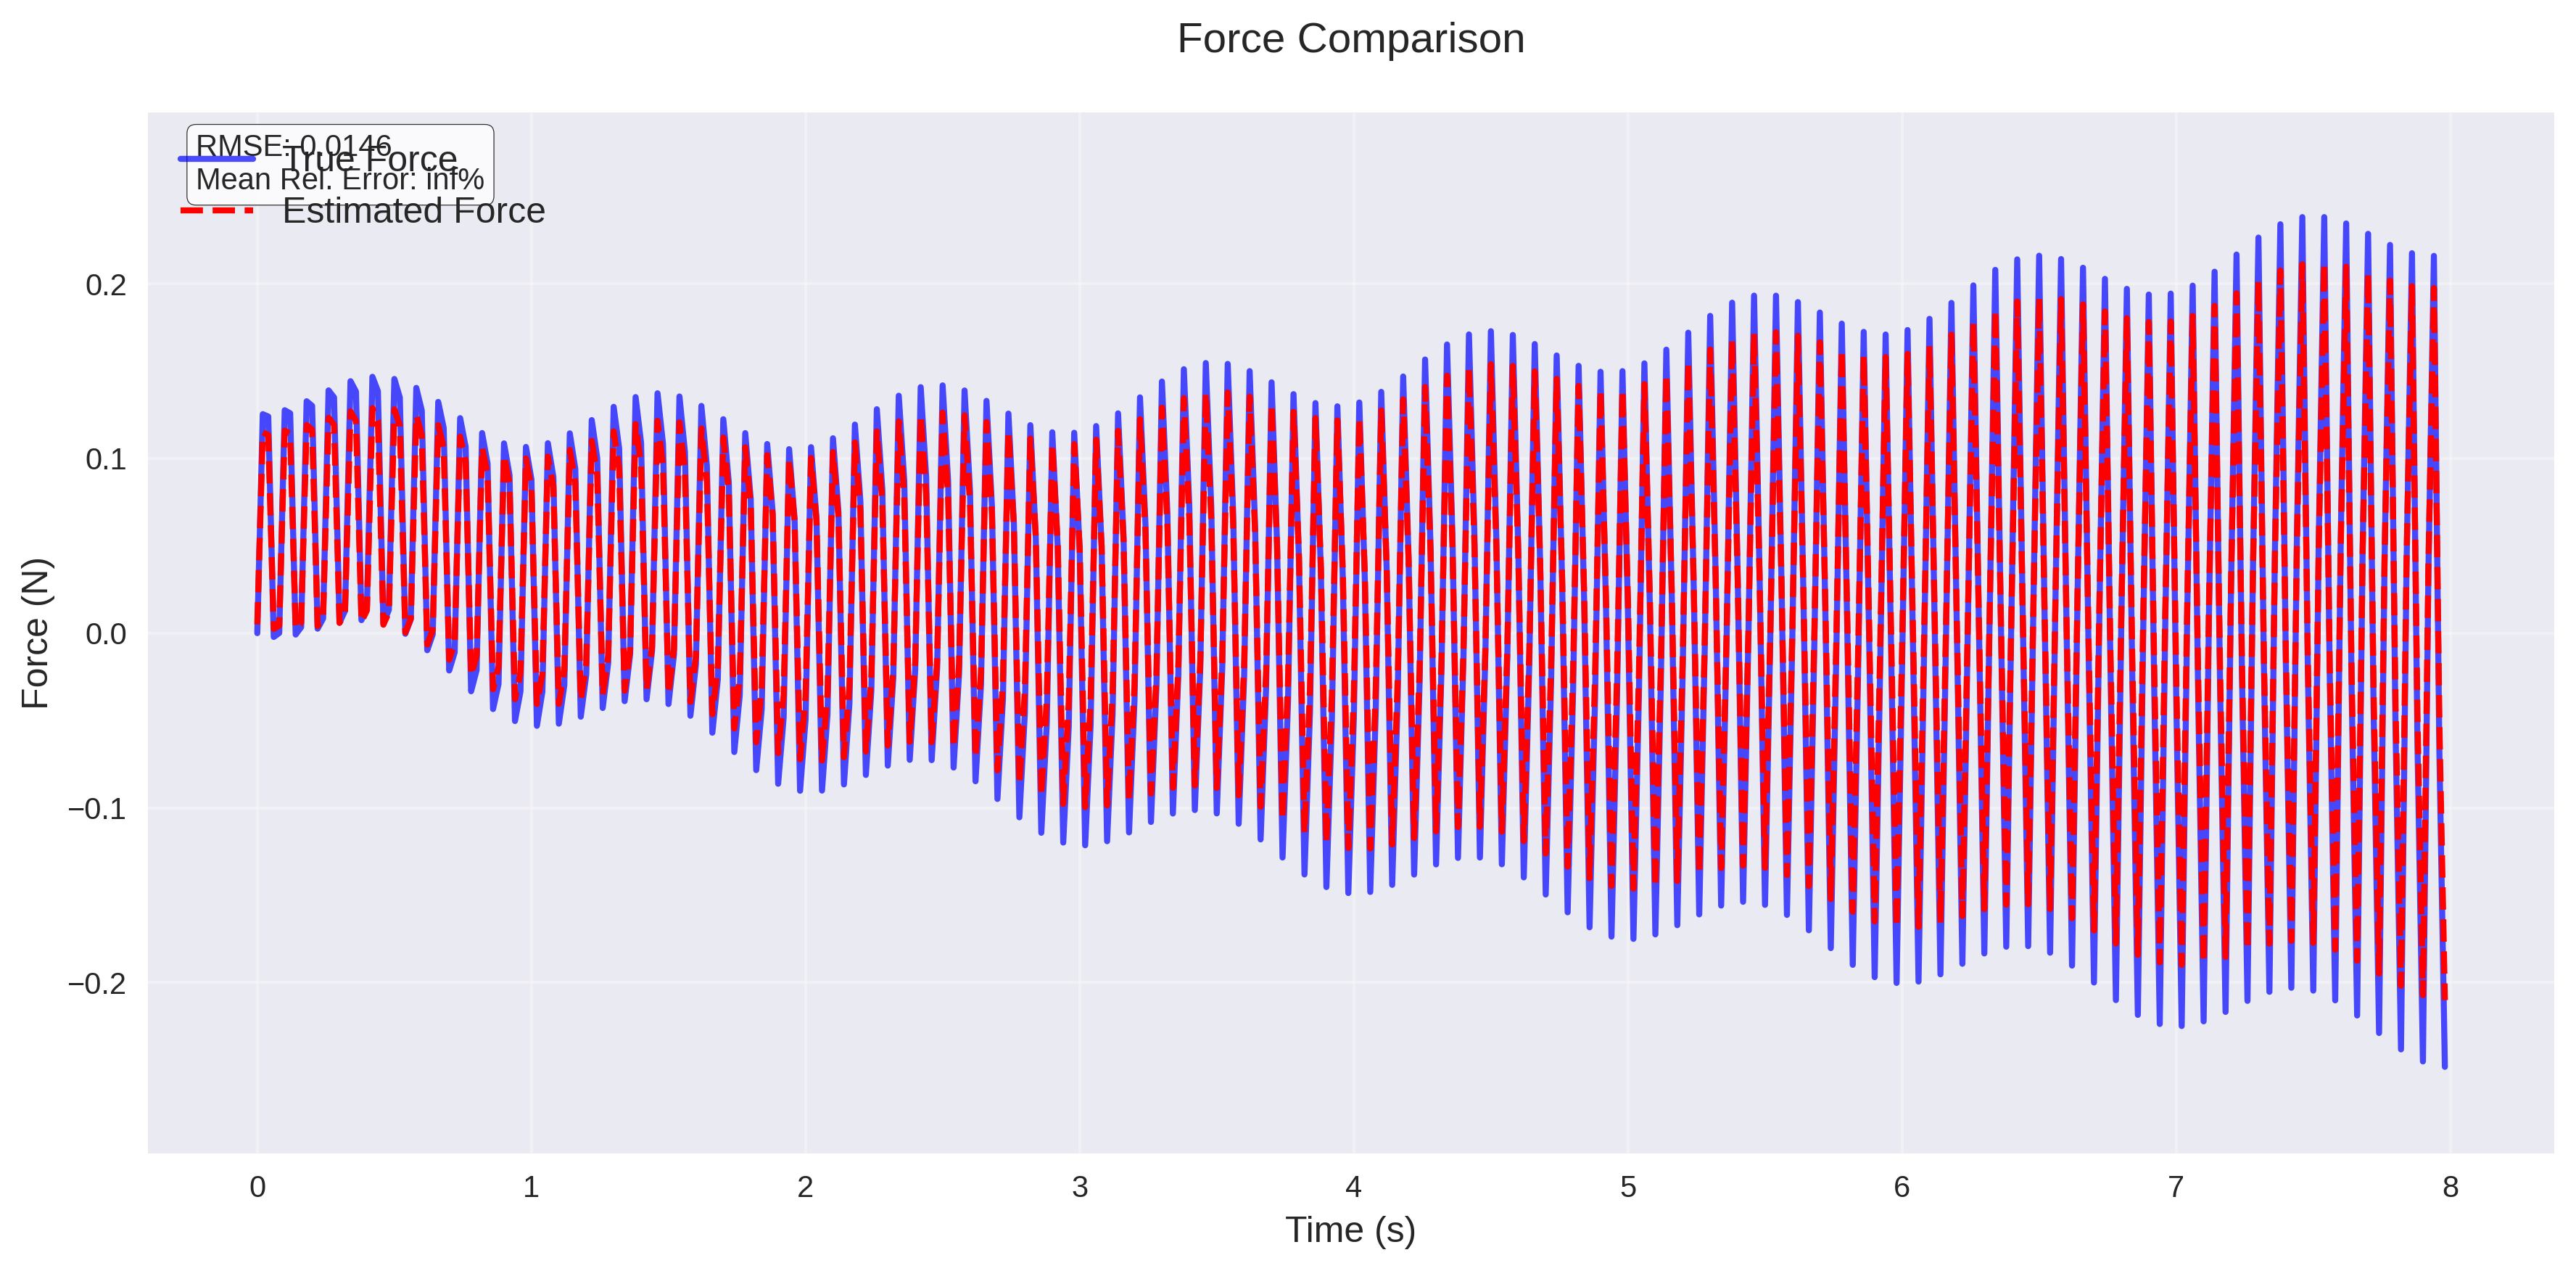 Force Comparison
RMSE: 0.0146
True Force
Mean Rel. Error: inf%
Estimated Force
0.2
0.1
0.0
−0.1
−0.2
Force (N)
0 1 2 3 4 5 6 7 8
Time (s)